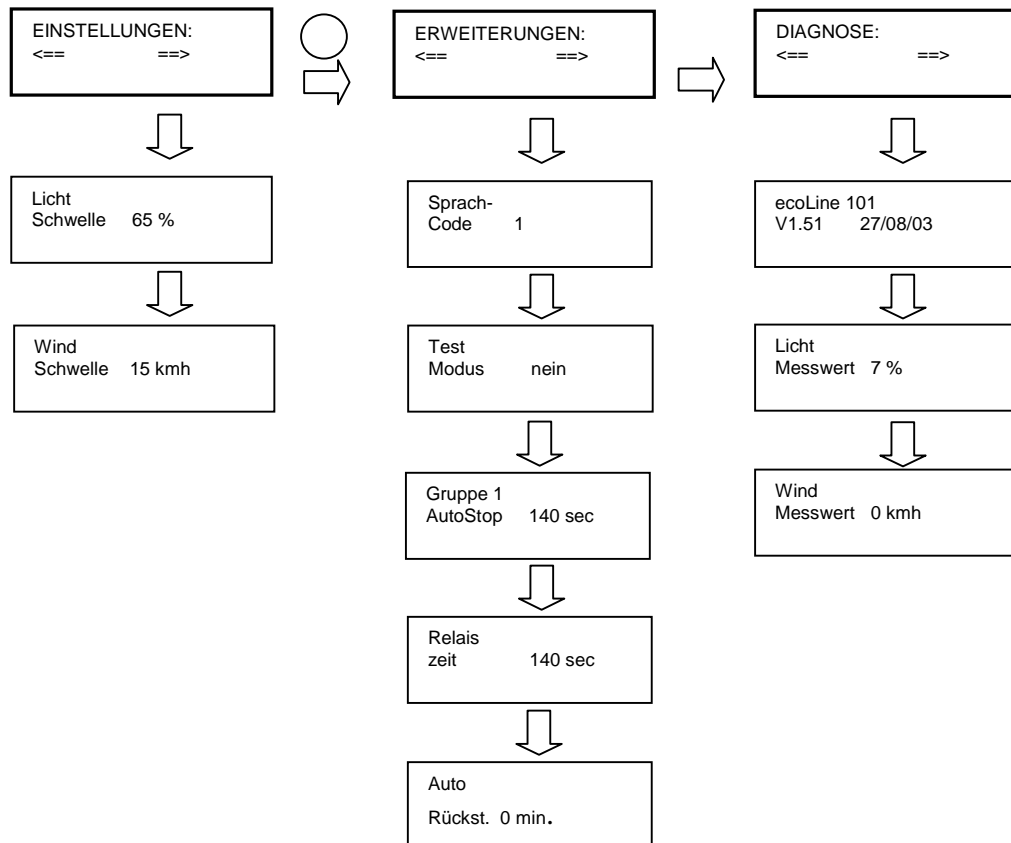 EINSTELLUNGEN:
<== ==>
Licht
Schwelle 65 %
Wind
Schwelle 15 kmh
ERWEITERUNGEN:
<== ==>
Sprach-
Code 1
Test
Modus nein
Gruppe 1
AutoStop 140 sec
Relais
zeit 140 sec
Auto
Rückst. 0 min.
DIAGNOSE:
<== ==>
ecoLine 101
V1.51 27/08/03
Licht
Messwert 7 %
Wind
Messwert 0 kmh